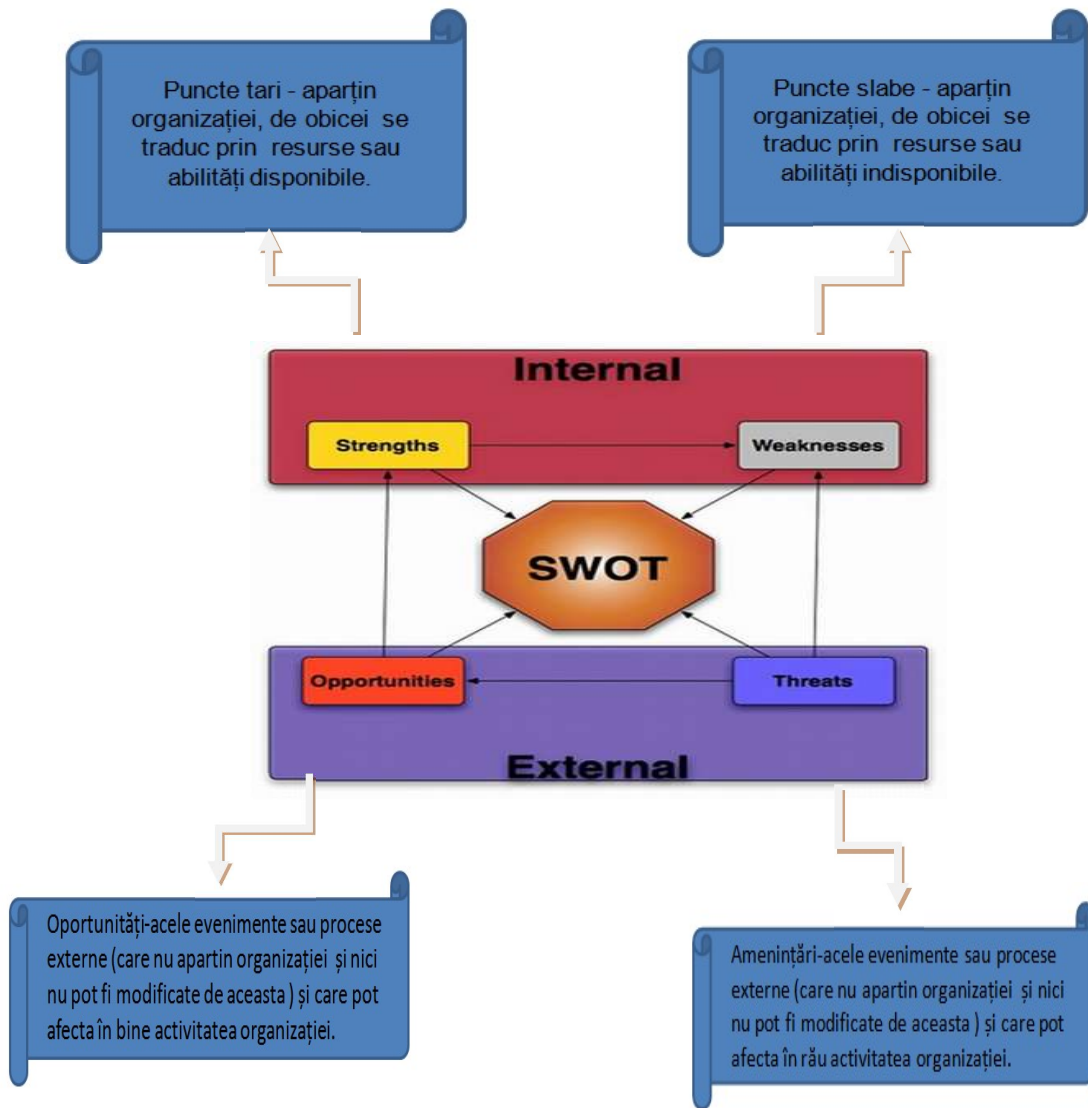 Puncte tari - aparțin
organizației, de obicei se
traduc prin resurse sau
abilități disponibile.
Puncte slabe - aparțin
organizației, de obicei se
traduc prin resurse sau
abilități indisponibile.
Internal
Strengths
Weaknesses
SWOT
Opportunities
Threats
External
Oportunități-acele evenimente sau procese
externe (care nu apartin organizației și nici
nu pot fi modificate de aceasta ) și care pot
afecta în bine activitatea organizației.
Amenințări-acele evenimente sau procese
externe (care nu apartin organizației și nici
nu pot fi modificate de aceasta ) și care pot
afecta în rău activitatea organizației.